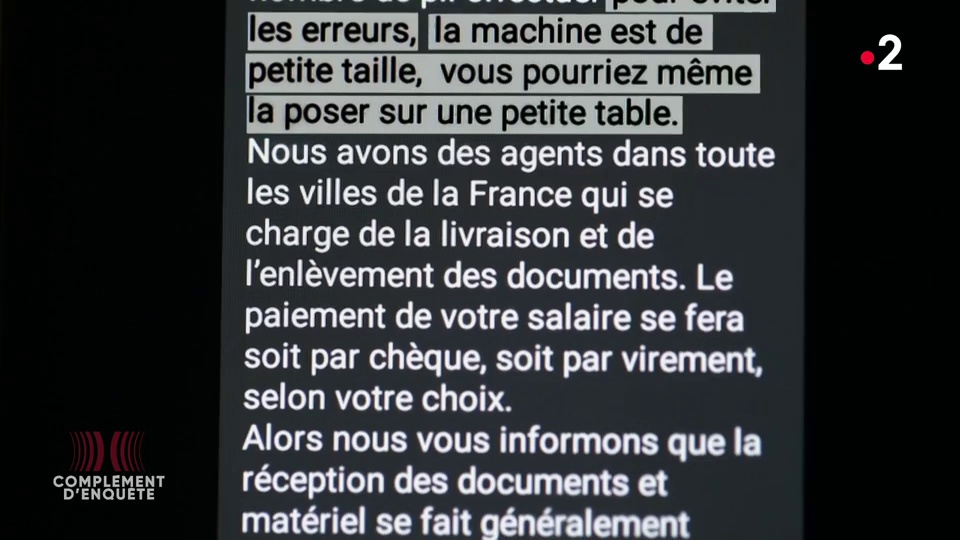 pour éviter
les erreurs, la machine est de
petite taille, vous pourriez même
la poser sur une petite table.
Nous avons des agents dans toute
les villes de la France qui se
charge de la livraison et de
l'enlèvement des documents. Le
paiement de votre salaire se fera
soit par chèque, soit par virement,
selon votre choix.
Alors nous vous informons que la
réception des documents et
matériel se fait généralement
2
COMPLÉMENT
D'ENQUÊTE